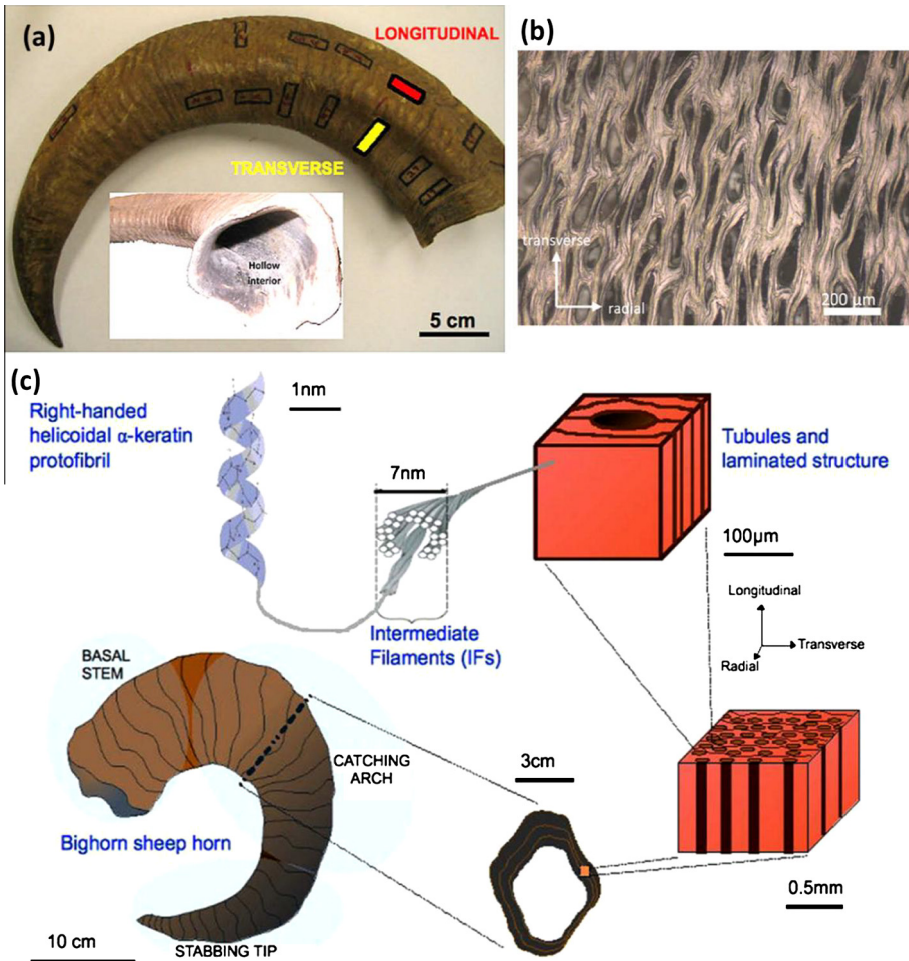 (a)
LONGITUDINAL
TRANSVERSE
Hollow
interior
5 cm
(b)
transverse
radial
200 μm
(c)
Right-handed
helicoidal α-keratin
protofibril
1nm
7nm
Intermediate
Filaments (IFs)
Tubules and
laminated structure
100μm
Longitudinal
Transverse
Radial
BASAL
STEM
CATCHING
ARCH
Bighorn sheep horn
STABBING TIP
10 cm
3cm
0.5mm